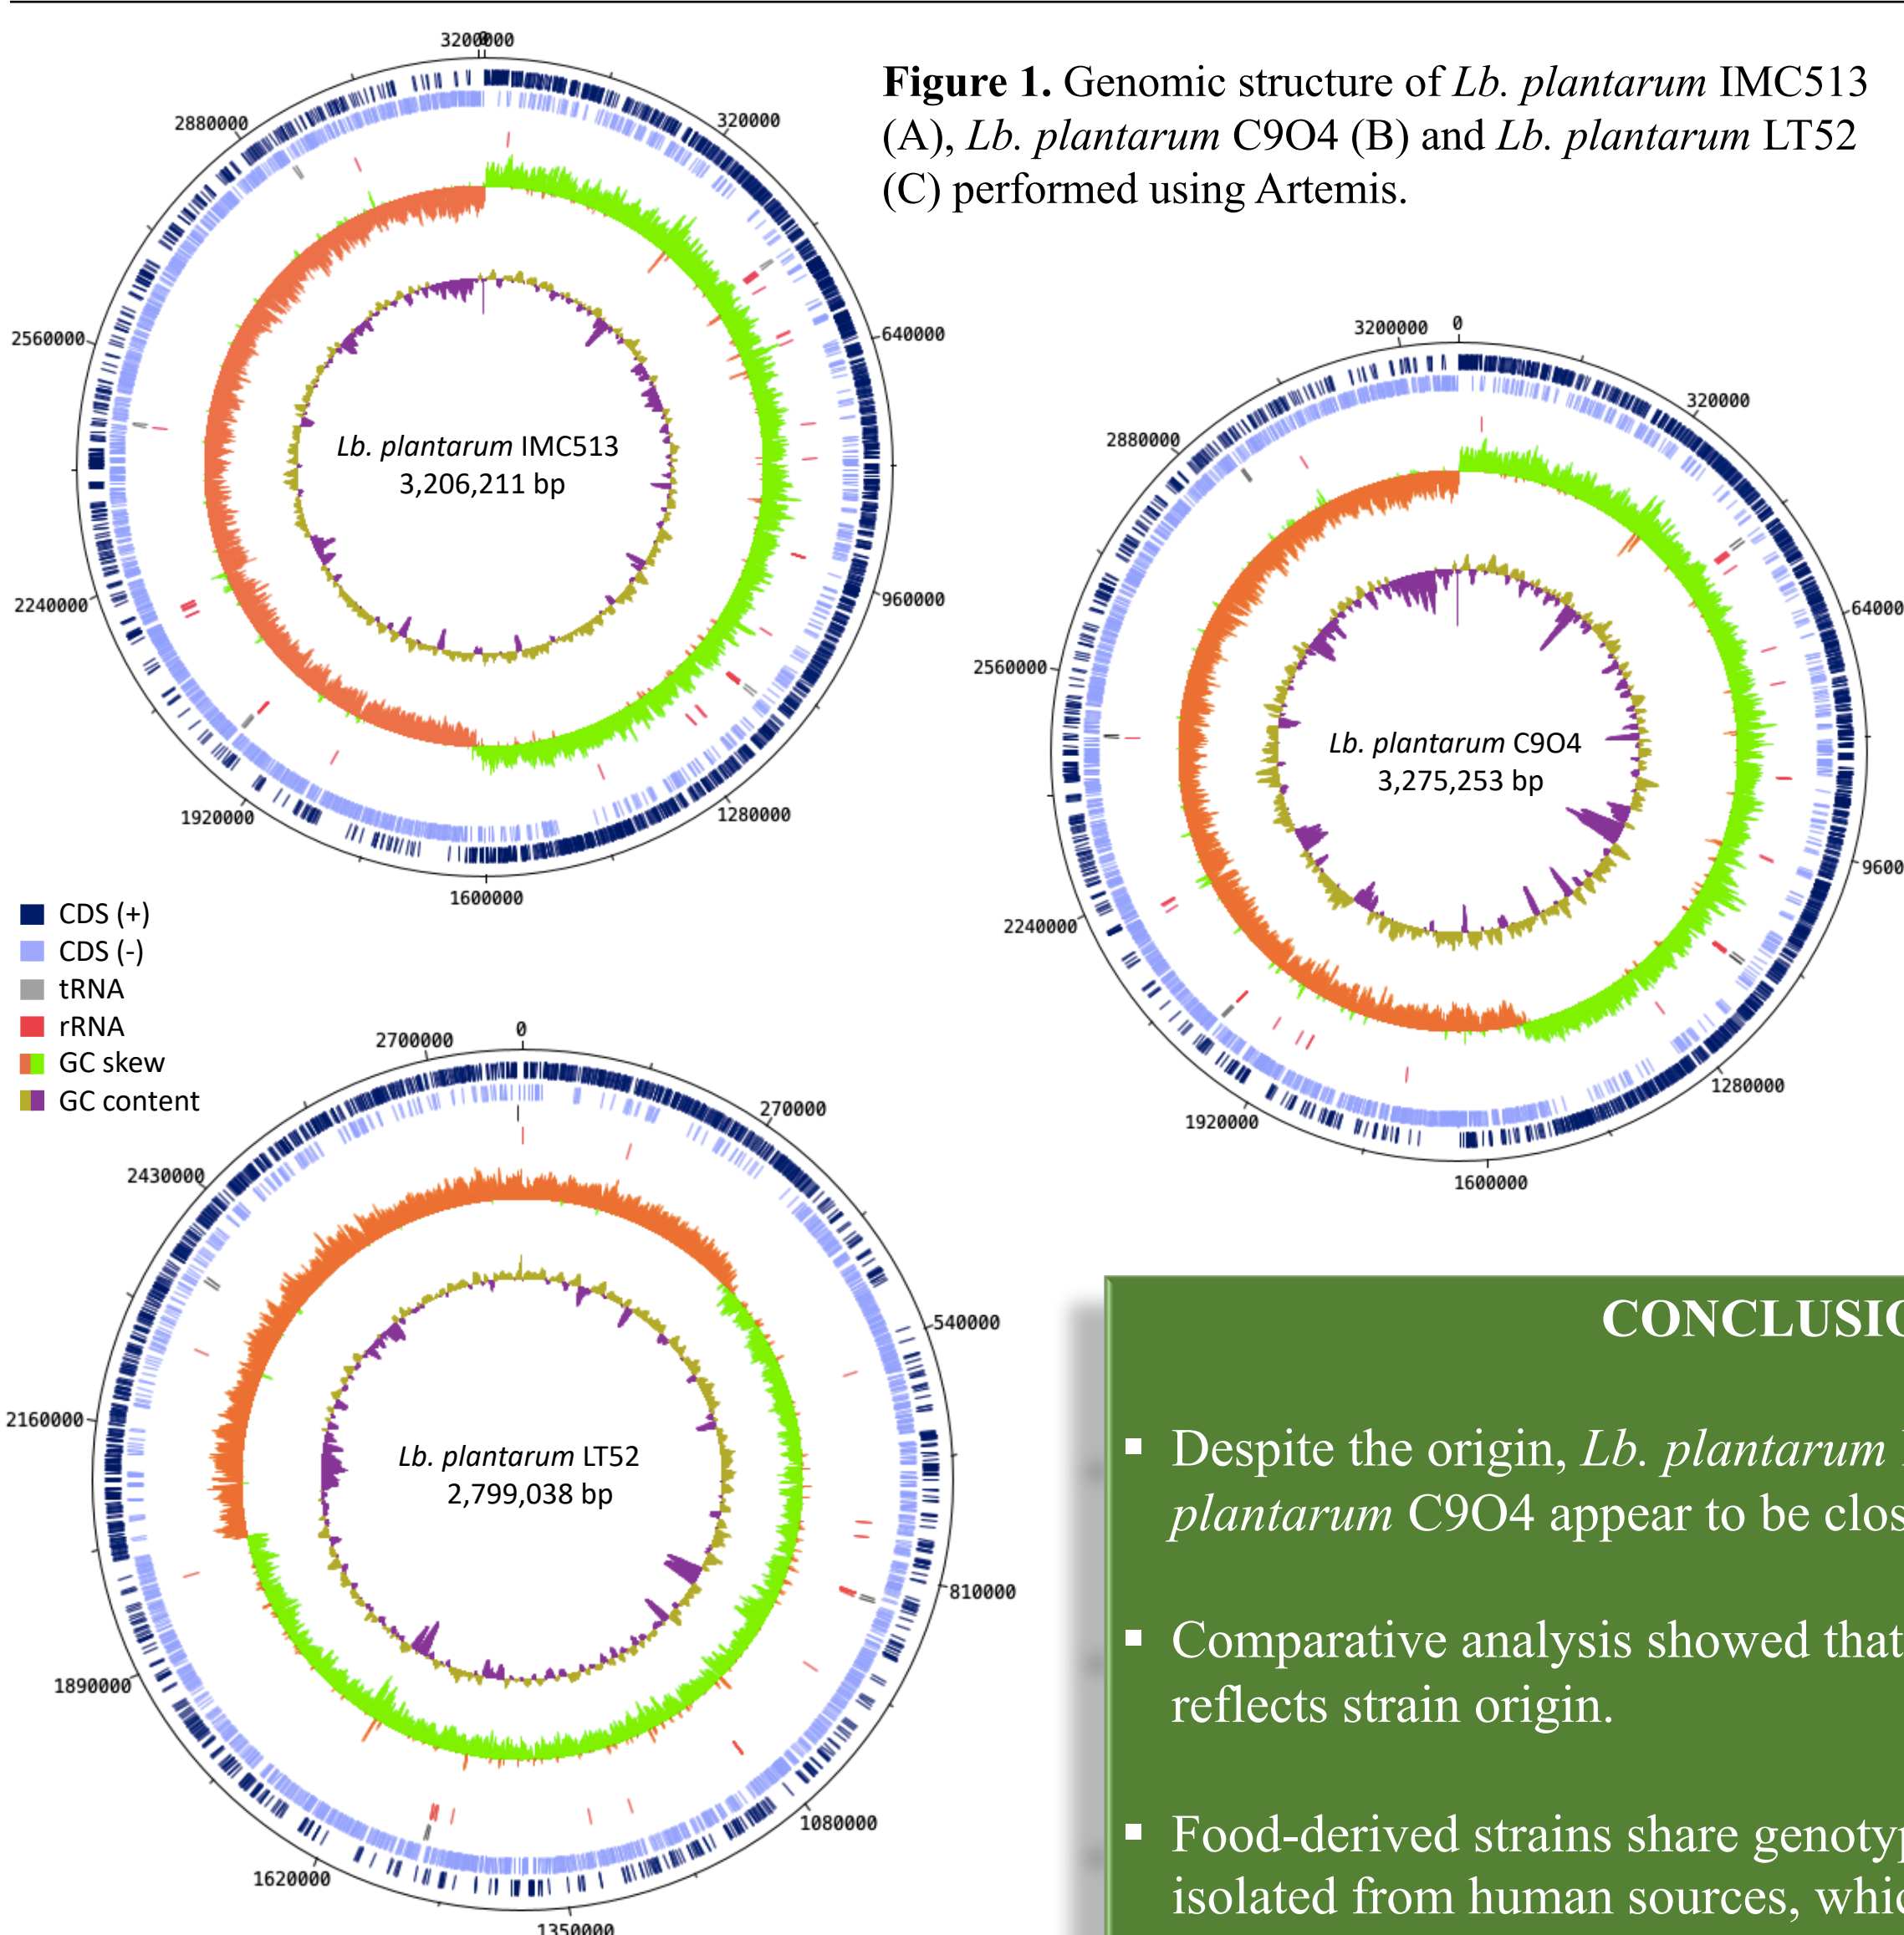 Figure 1. Genomic structure of Lb. plantarum IMC513
(A), Lb. plantarum C9O4 (B) and Lb. plantarum LT52
(C) performed using Artemis.
3200000
320000
640000
960000
1280000
1600000
1920000
2240000
2560000
2880000
Lb. plantarum IMC513
3,206,211 bp
3200000
0
320000
1280000
1600000
1920000
2240000
2560000
2880000
Lb. plantarum C9O4
3,275,253 bp
CDS (+)
CDS (-)
tRNA
rRNA
GC skew
GC content
2700000
0
270000
540000
810000
1080000
1350000
1620000
1890000
2160000
2430000
Lb. plantarum LT52
2,799,038 bp
▪ Despite the origin, Lb. plantarum
plantarum C9O4 appear to be
▪ Comparative analysis showed that
reflects strain origin.
▪ Food-derived strains share
isolated from human sources,